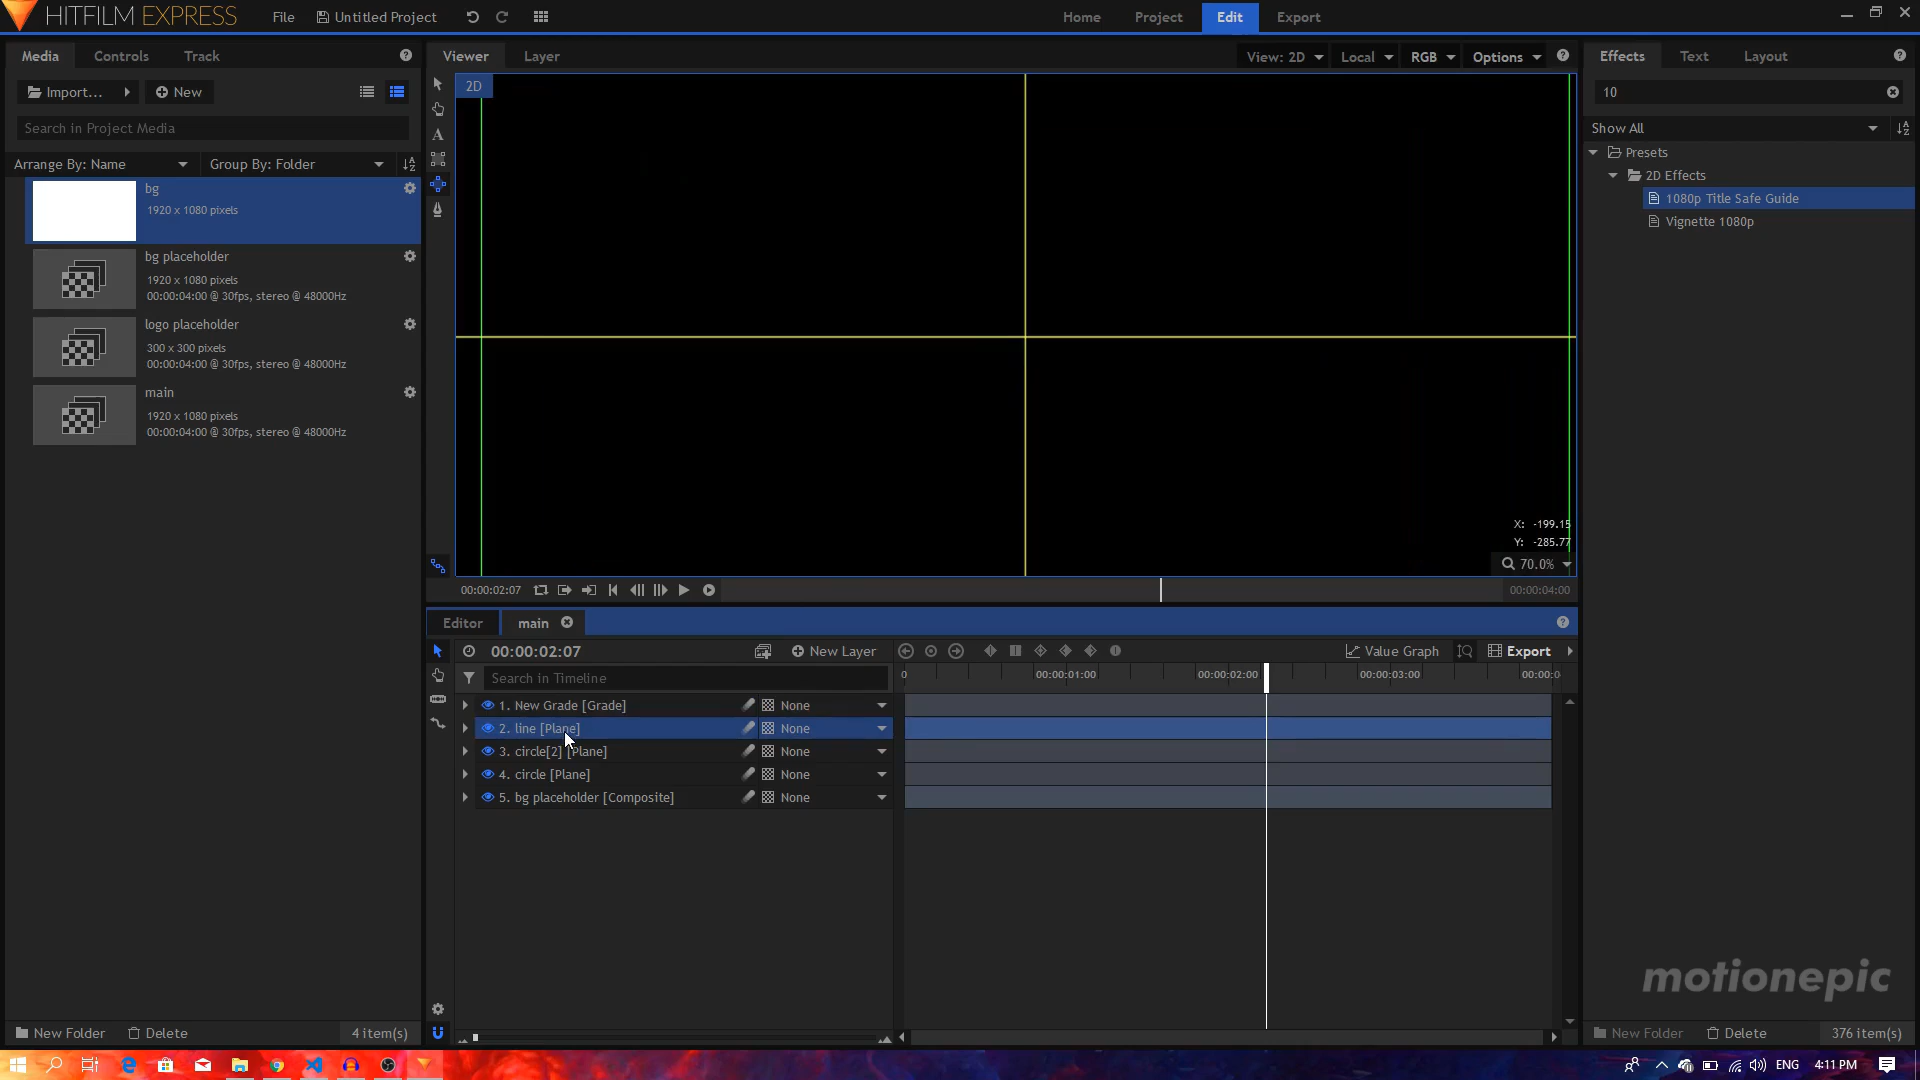 HITFILM EXPRESS
File
Untitled Project
Home
Project
Edit
Export
Media
Controls
Track
Import...
New
Search in Project Media
Arrange By: Name
Group By: Folder
bg
1920 x 1080 pixels
bg placeholder
1920 x 1080 pixels
00:00:04:00 @ 30fps, stereo @ 48000Hz
logo placeholder
300 x 300 pixels
00:00:04:00 @ 30fps, stereo @ 48000Hz
main
1920 x 1080 pixels
00:00:04:00 @ 30fps, stereo @ 48000Hz
New Folder
Delete
4 item(s)
Viewer
Layer
View: 2D
Local
RGB
Options
2D
X: -199.15
Y: -285.77
70.0%
00:00:02:07
00:00:04:00
Editor
main
00:00:02:07
New Layer
Value Graph
Export
Search in Timeline
0
00:00:01:00
00:00:02:00
00:00:03:00
00:00:0
1. New Grade [Grade]
None
2. line [Plane]
None
3. circle[2] [Plane]
None
4. circle [Plane]
None
5. bg placeholder [Composite]
None
Effects
Text
Layout
10
Show All
Presets
2D Effects
1080p Title Safe Guide
Vignette 1080p
motionepic
New Folder
Delete
376 item(s)
ENG
4:11 PM